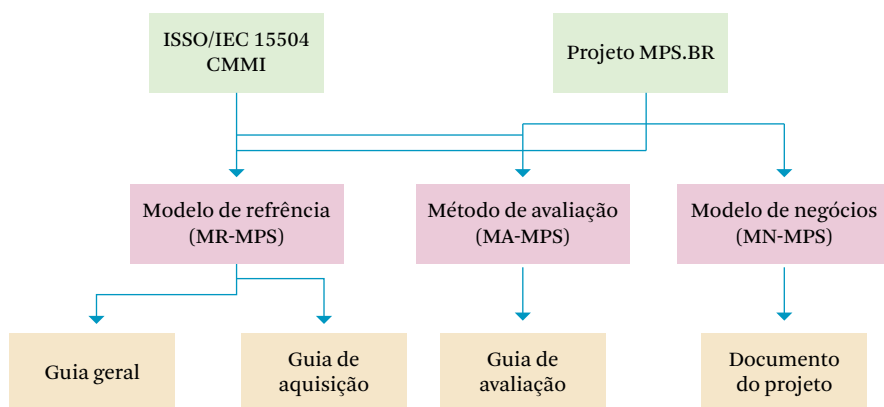 ISSO/IEC 15504
CMMI
Projeto MPS.BR
Modelo de refrência
(MR-MPS)
Método de avaliação
(MA-MPS)
Modelo de negócios
(MN-MPS)
Guia geral
Guia de
aquisição
Guia de
avaliação
Documento
do projeto